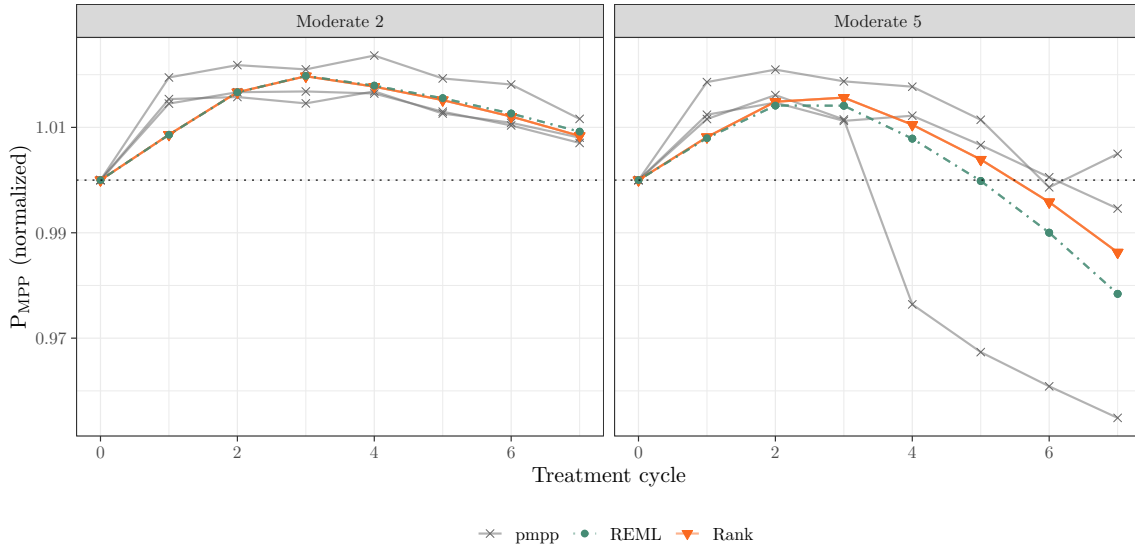 Moderate 2 Moderate 5
P_MPP (normalized)
1.01
0.99
0.97
0 2 4 6 0 2 4 6
Treatment cycle
pmpp REML Rank